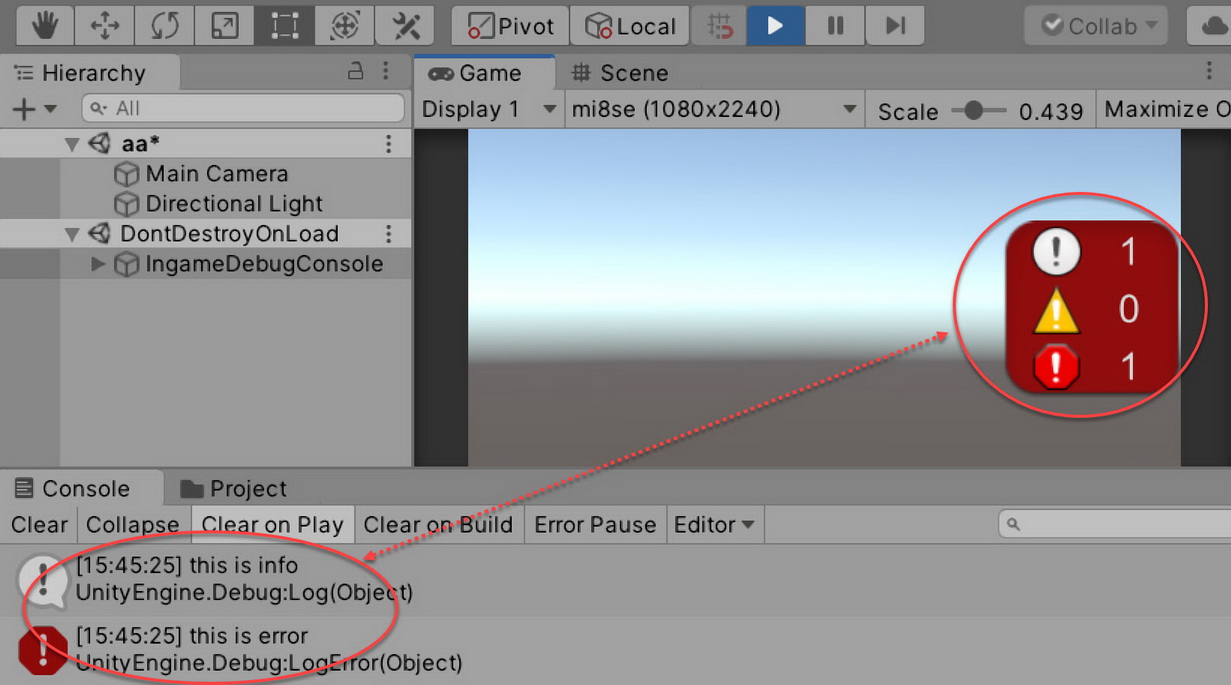 Pivot Local Collab
Hierarchy
All
aa*
Main Camera
Directional Light
DontDestroyOnLoad
IngameDebugConsole
Game Scene
Display 1 mi8se (1080x2240) Scale 0.439 Maximize O
1
0
1
Console Project
Clear Collapse Clear on Play Clear on Build Error Pause Editor
[15:45:25] this is info
UnityEngine.Debug:Log(Object)
[15:45:25] this is error
UnityEngine.Debug:LogError(Object)